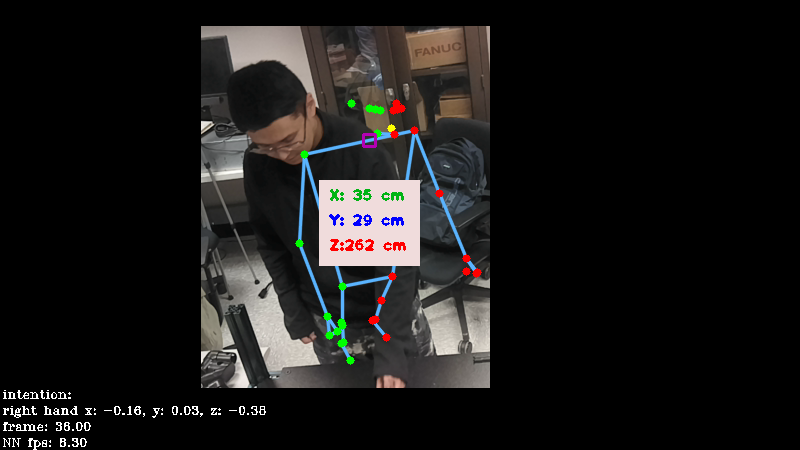 FANUC
X: 35 cm
Y: 29 cm
Z:262 cm
intention:
right hand x: -0.16, y: 0.03, z: -0.38
frame: 36.00
NN fps: 8.30